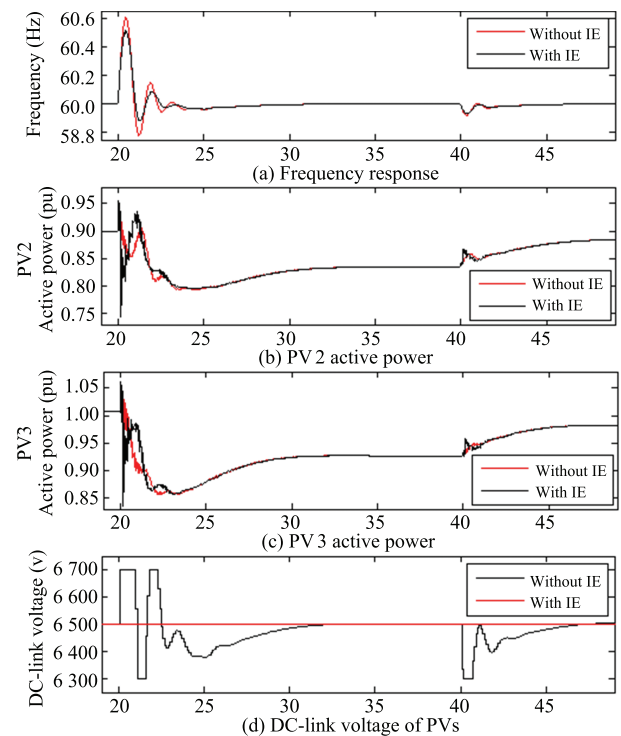 Frequency (Hz)
60.6
60.4
60.2
60.0
58.8
Without IE
With IE
20 25 30 35 40 45
(a) Frequency response
PV2
Active power (pu)
0.95
0.90
0.85
0.80
0.75
Without IE
With IE
20 25 30 35 40 45
(b) PV 2 active power
PV3
Active power (pu)
1.05
1.00
0.95
0.90
0.85
Without IE
With IE
20 25 30 35 40 45
(c) PV 3 active power
DC-link voltage (v)
6 700
6 600
6 500
6 400
6 300
Without IE
With IE
20 25 30 35 40 45
(d) DC-link voltage of PVs